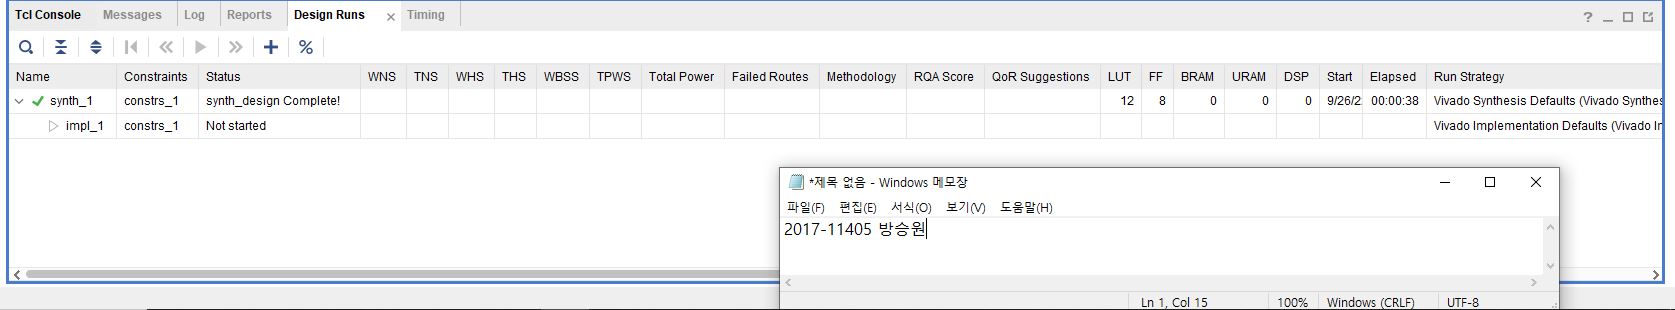 Tcl Console Messages Log Reports Design Runs × Timing ?
Name Constraints Status WNS TNS WHS THS WBSS TPWS Total Power Failed Routes Methodology RQA Score QoR Suggestions LUT FF BRAM URAM DSP Start Elapsed Run Strategy
synth_1 constrs_1 synth_design Complete! 12 8 0 0 0 9/26/2 00:00:38 Vivado Synthesis Defaults (Vivado Synthes
impl_1 constrs_1 Not started Vivado Implementation Defaults (Vivado In
*제목 없음 - Windows 메모장
파일(F) 편집(E) 서식(O) 보기(V) 도움말(H)
2017-11405 방승원
Ln 1, Col 15 100% Windows (CRLF) UTF-8